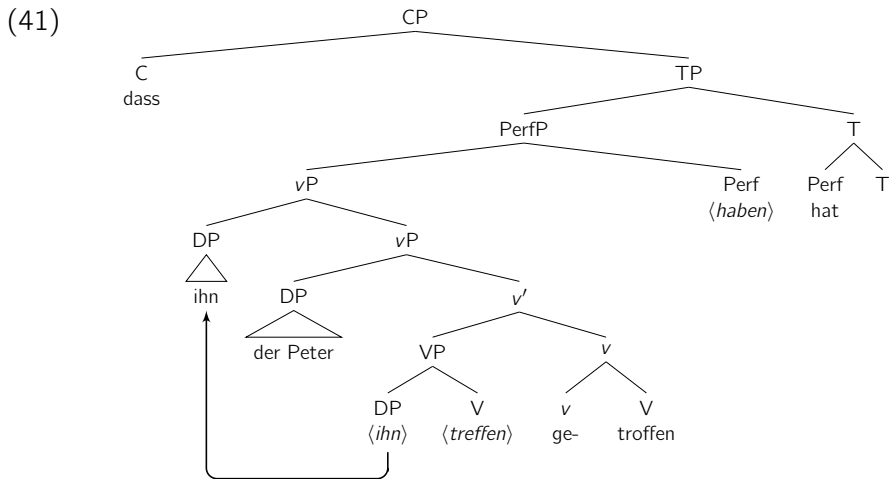 (41)
CP
C
dass
TP
PerfP
T
vP
Perf
⟨haben⟩
Perf
hat
T
DP
ihn
vP
DP
der Peter
v′
VP
v
DP
⟨ihn⟩
V
⟨treffen⟩
v
ge-
V
troffen